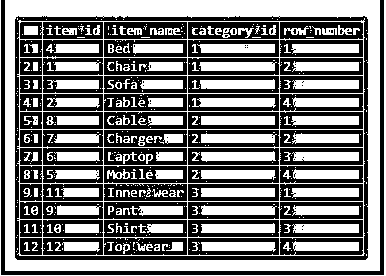 item_id item_name category_id row_number
1 4 Bed 1 1
2 1 Chair 1 2
3 3 Sofa 1 3
4 2 Table 1 4
5 8 Cable 2 1
6 7 Charger 2 2
7 6 Laptop 2 3
8 5 Mobile 2 4
9 11 Inner wear 3 1
10 9 Pant 3 2
11 10 Shirt 3 3
12 12 Top wear 3 4